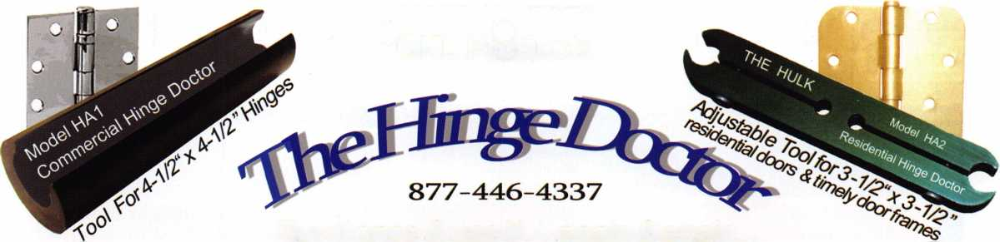 Model HA1
Commercial Hinge Doctor
Tool For 4-1/2“ x 4-1/2” Hinges
The Hinge Doctor
877-446-4337
THE HULK
Model HA2
Residential Hinge Doctor
Adjustable Tool for 3-1/2“ x 3-1/2”
residential doors & timely door frames